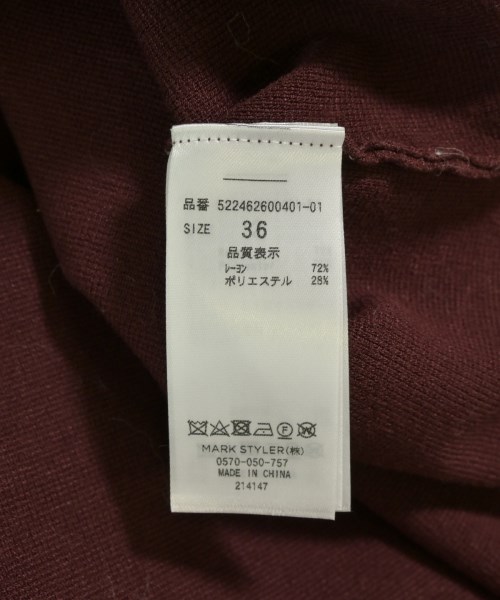 品番 522462600401-01
SIZE 36
品質表示
レーヨン 72%
ポリエステル 28%
F W
MARK STYLER(株)
0570-050-757
MADE IN CHINA
214147